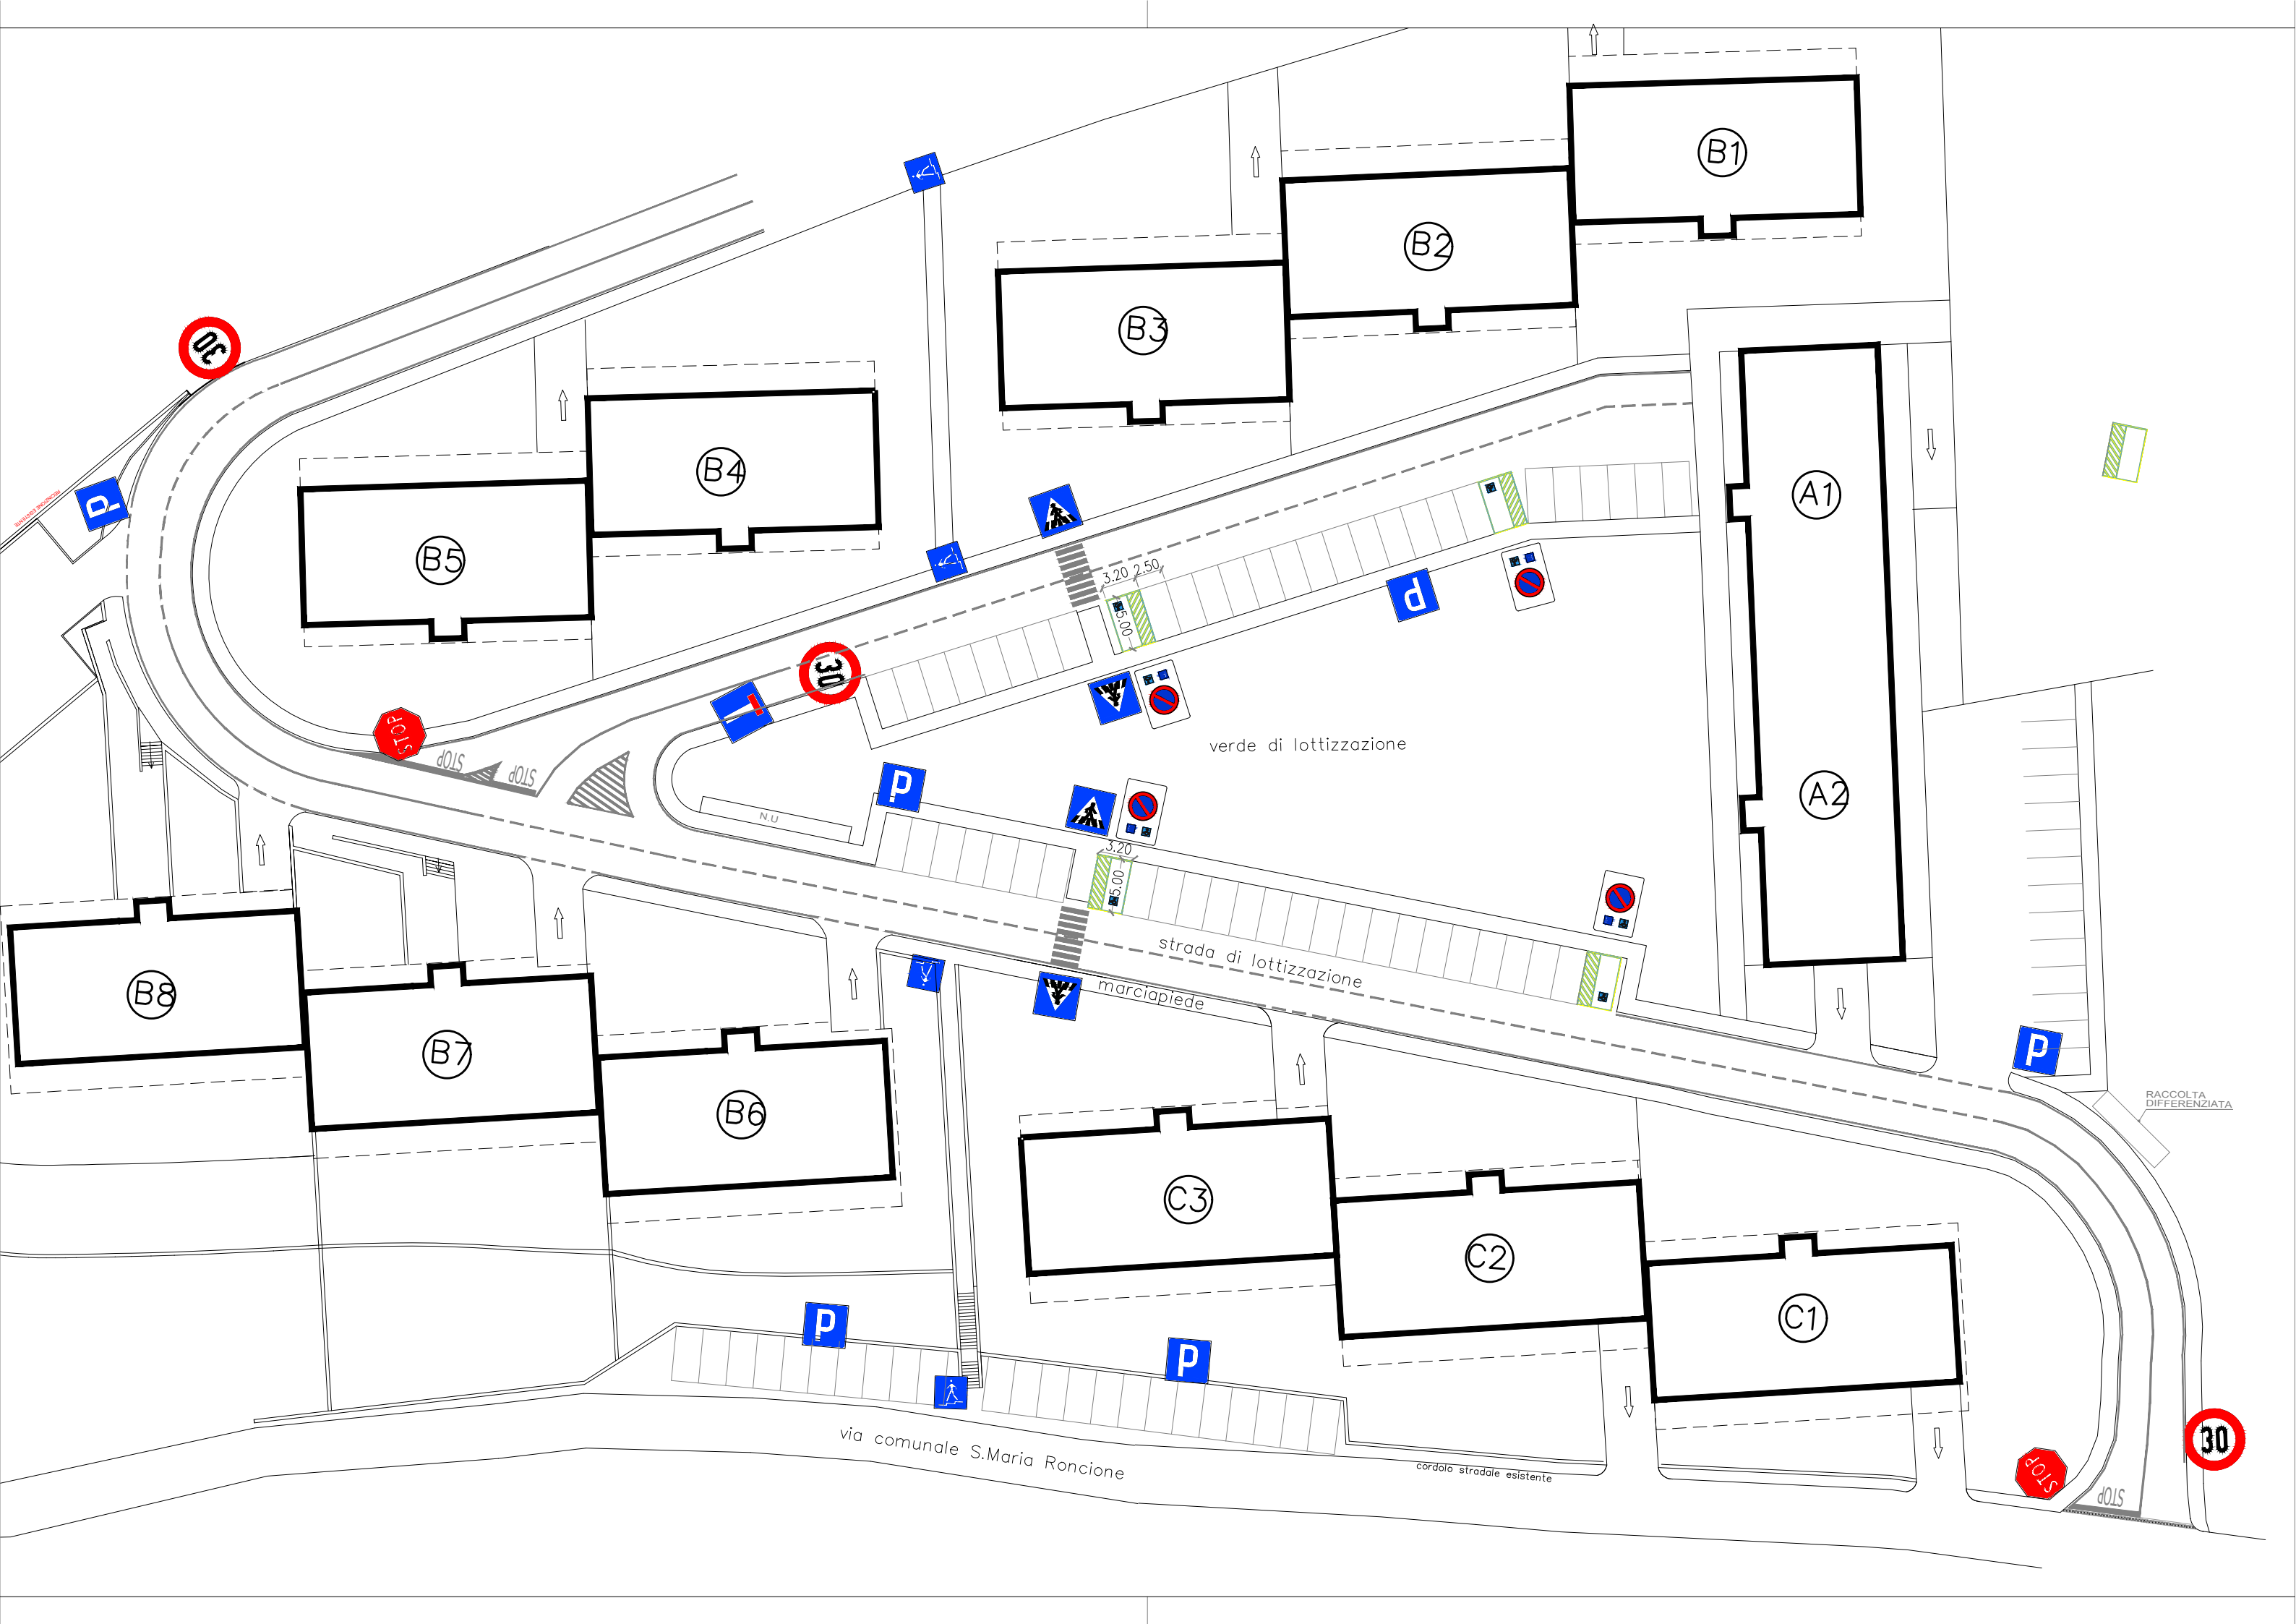 B1
B2
B3
30
B4
A1
P
RECINZIONE ESISTENTE
B5
3.20 2.50
5.00
P
30
STOP
STOP
STOP
verde di lottizzazione
P
A2
N.U
3.20
5.00
strada di lottizzazione
marciapiede
B8
B7
B6
P
RACCOLTA
DIFFERENZIATA
C3
C2
C1
P
P
via comunale S.Maria Roncione
cordolo stradale esistente
30
STOP
STOP